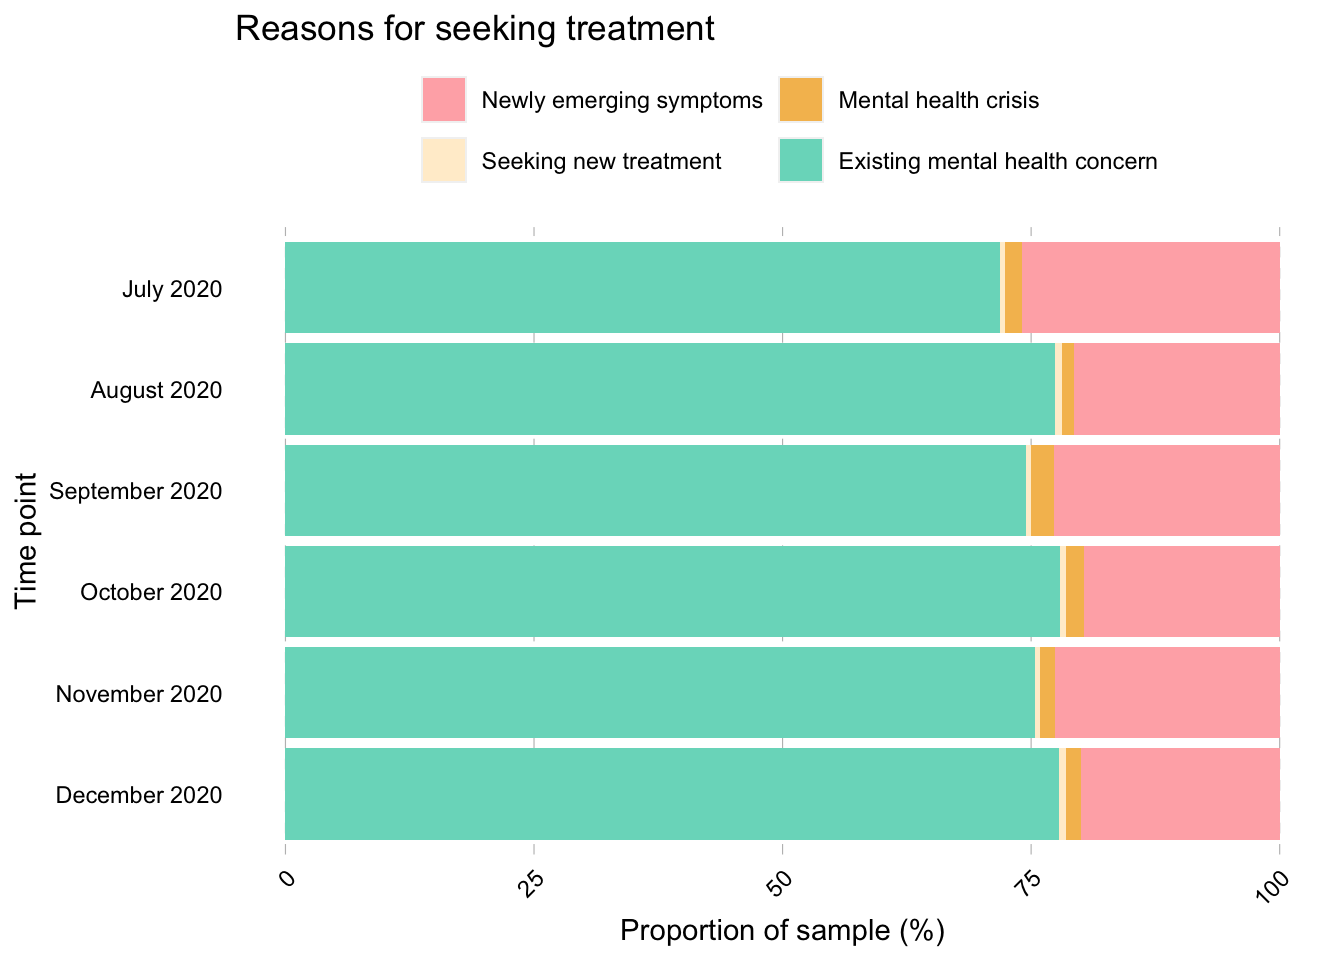 Reasons for seeking treatment
Newly emerging symptoms
Mental health crisis
Seeking new treatment
Existing mental health concern
July 2020
August 2020
September 2020
October 2020
November 2020
December 2020
Time point
0
25
50
75
100
Proportion of sample (%)